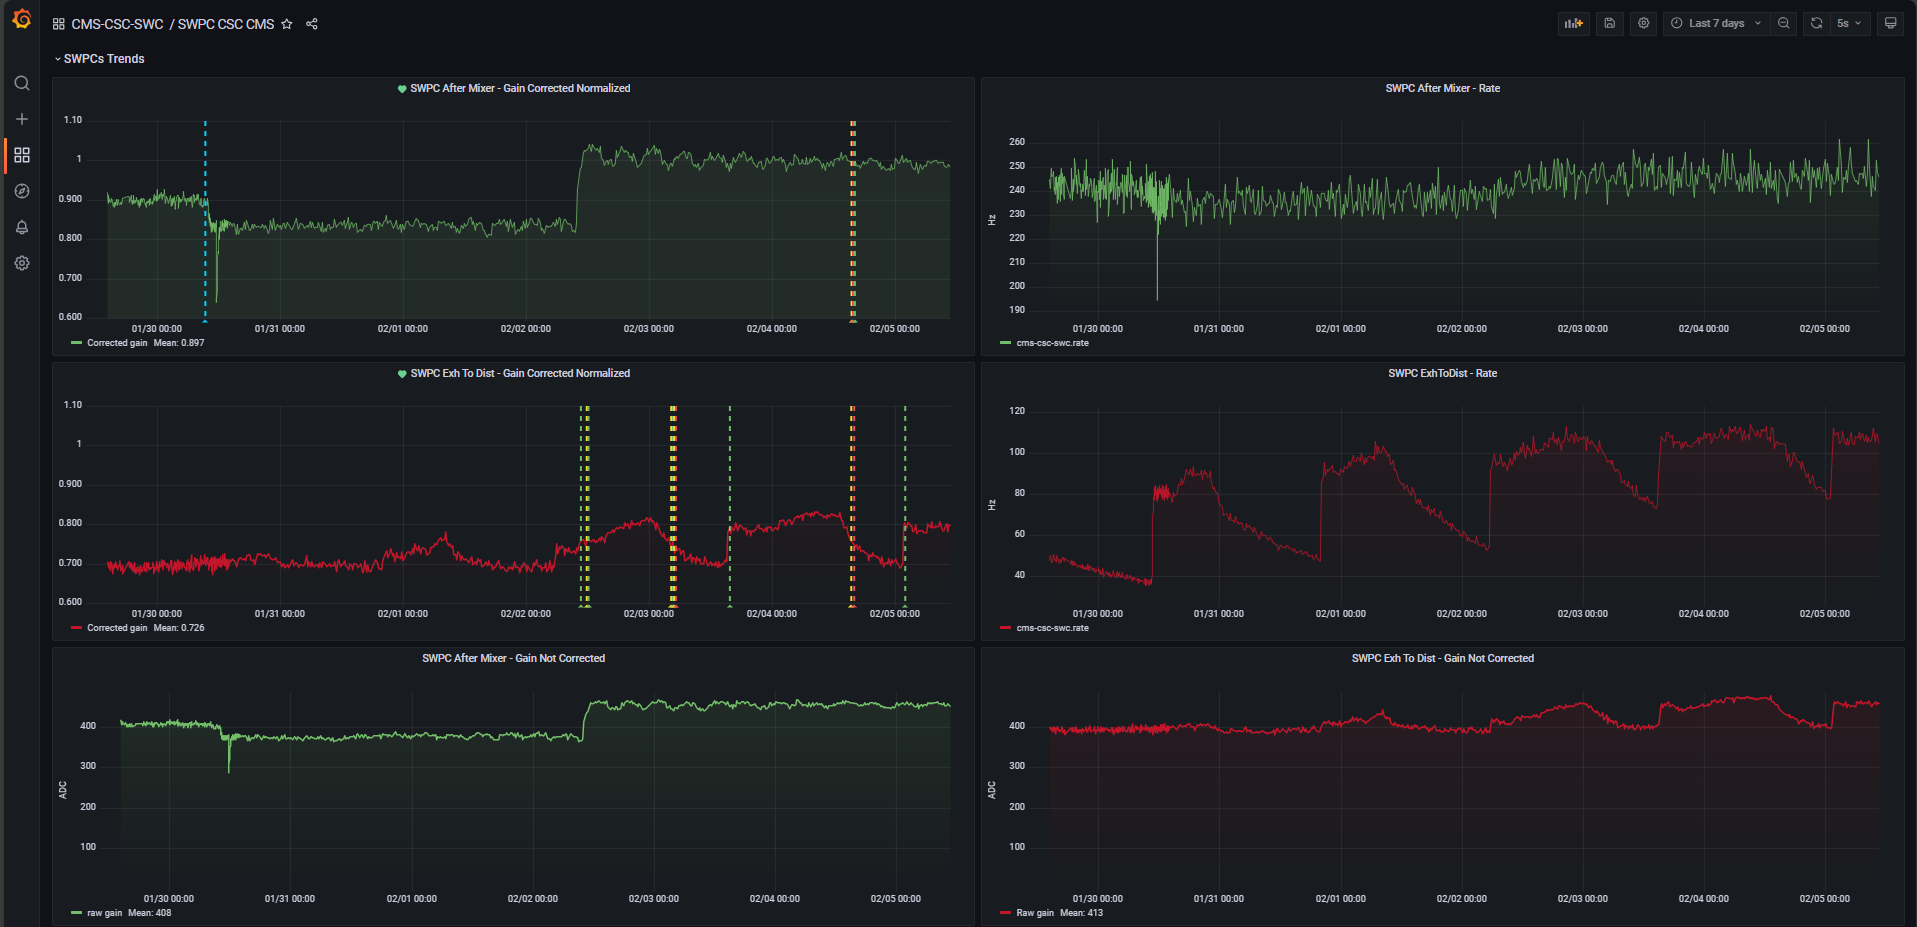 CMS-CSC-SWC / SWPC CSC CMS
Last 7 days
5s
SWPCs Trends
SWPC After Mixer - Gain Corrected Normalized
1.10
1
0.900
0.800
0.700
0.600
01/30 00:00 01/31 00:00 02/01 00:00 02/02 00:00 02/03 00:00 02/04 00:00 02/05 00:00
Corrected gain Mean: 0.897
SWPC After Mixer - Rate
260
250
240
230
220
210
200
190
Hz
01/30 00:00 01/31 00:00 02/01 00:00 02/02 00:00 02/03 00:00 02/04 00:00 02/05 00:00
cms-csc-swc.rate
SWPC Exh To Dist - Gain Corrected Normalized
1.10
1
0.900
0.800
0.700
0.600
01/30 00:00 01/31 00:00 02/01 00:00 02/02 00:00 02/03 00:00 02/04 00:00 02/05 00:00
Corrected gain Mean: 0.726
SWPC ExhToDist - Rate
120
100
80
60
40
Hz
01/30 00:00 01/31 00:00 02/01 00:00 02/02 00:00 02/03 00:00 02/04 00:00 02/05 00:00
cms-csc-swc.rate
SWPC After Mixer - Gain Not Corrected
400
300
200
100
ADC
01/30 00:00 01/31 00:00 02/01 00:00 02/02 00:00 02/03 00:00 02/04 00:00 02/05 00:00
raw gain Mean: 408
SWPC Exh To Dist - Gain Not Corrected
400
300
200
100
ADC
01/30 00:00 01/31 00:00 02/01 00:00 02/02 00:00 02/03 00:00 02/04 00:00 02/05 00:00
Raw gain Mean: 413